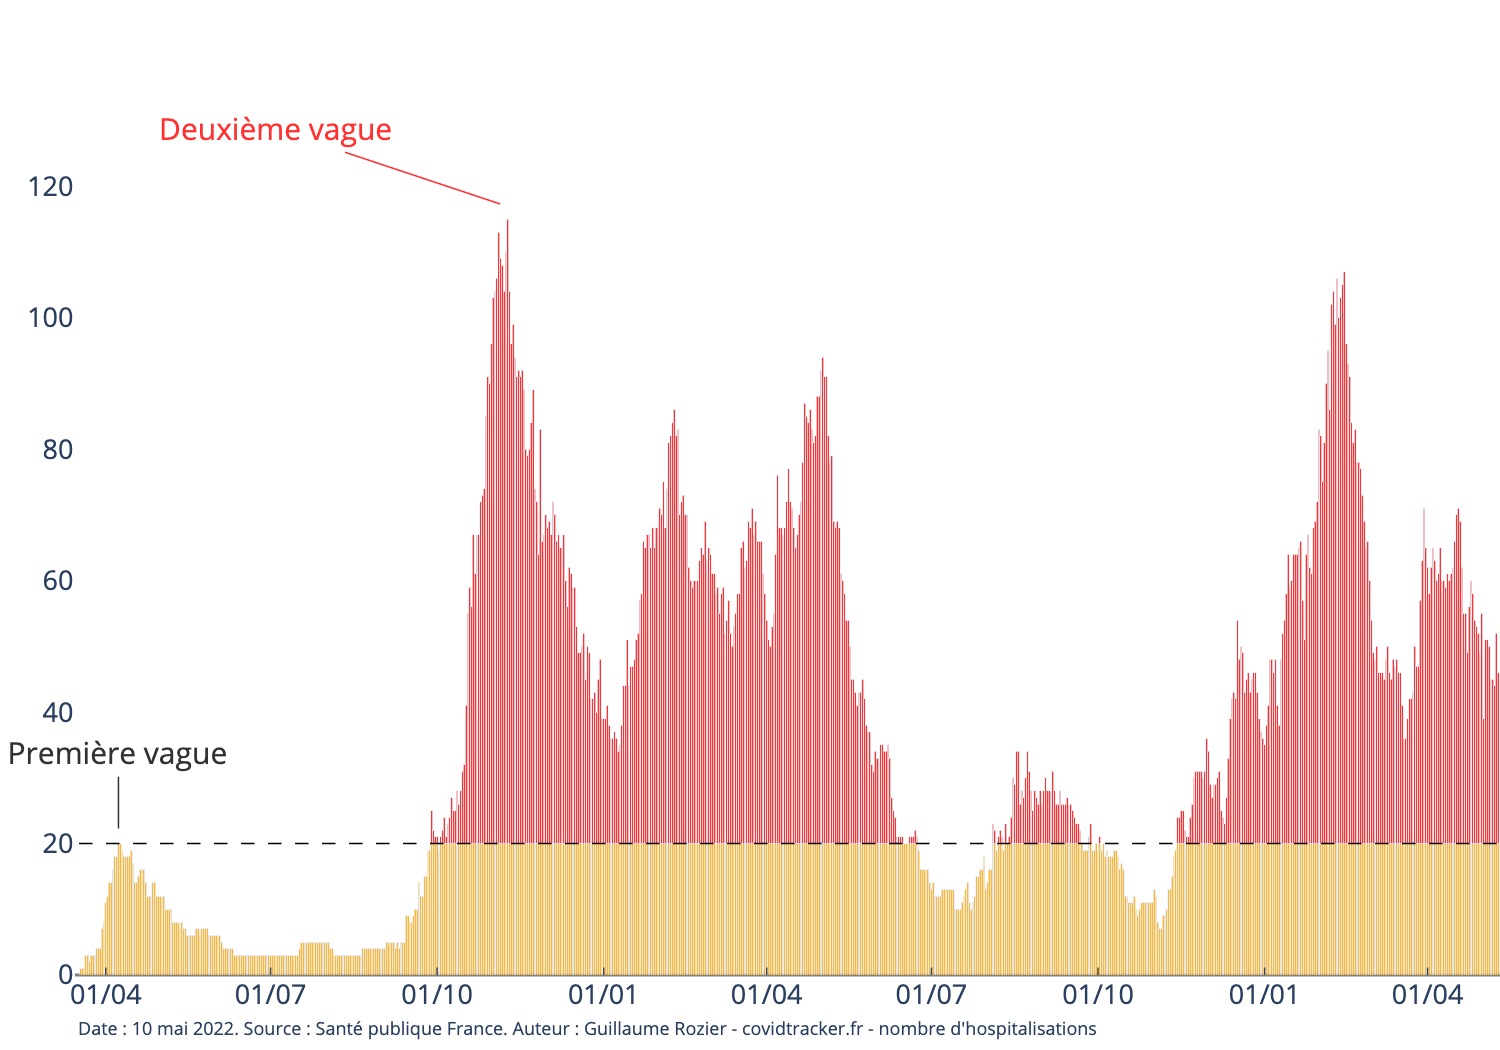 Deuxième vague
120
100
80
60
40
Première vague
20
0
01/04 01/07 01/10 01/01 01/04 01/07 01/10 01/01 01/04
Date : 10 mai 2022. Source : Santé publique France. Auteur : Guillaume Rozier - covidtracker.fr - nombre d'hospitalisations